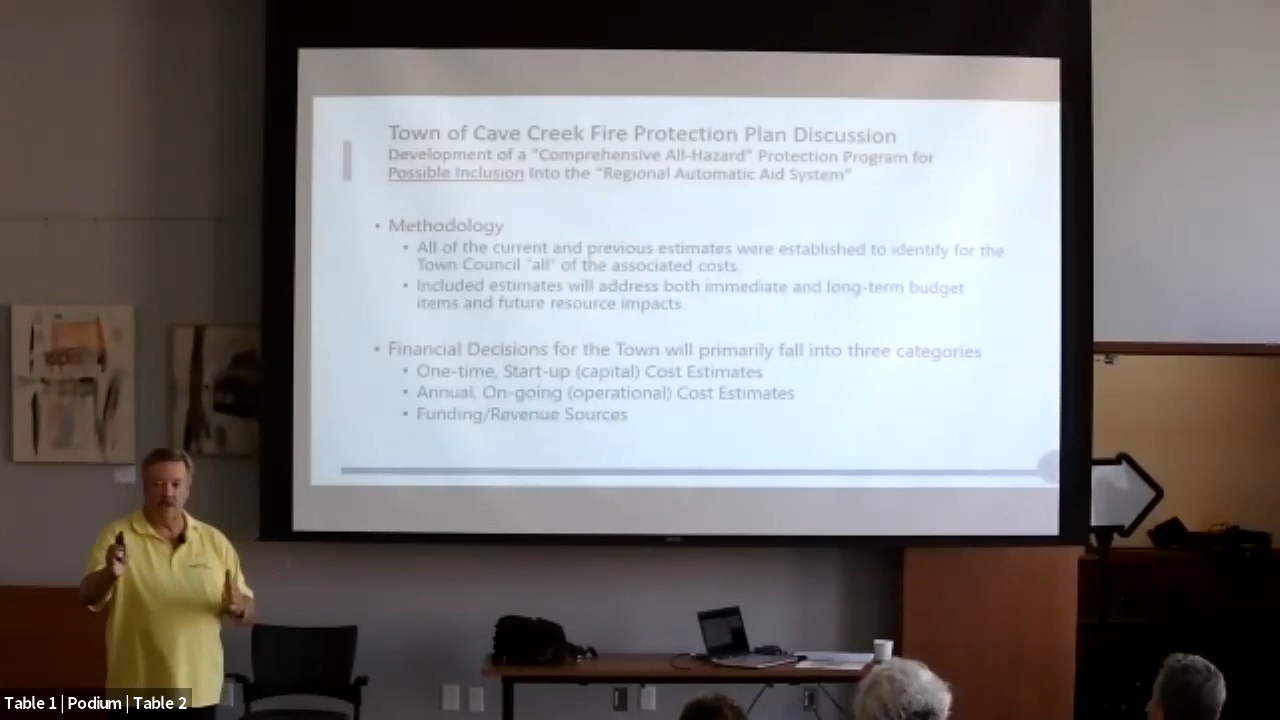 Town of Cave Creek Fire Protection Plan Discussion
Development of a "Comprehensive All-Hazard" Protection Program for
Possible Inclusion Into the "Regional Automatic Aid System"
• Methodology
• All of the current and previous estimates were established to identify for the
Town Council "all" of the associated costs.
• Included estimates will address both immediate and long-term budget
items and future resource impacts.
• Financial Decisions for the Town will primarily fall into three categories
• One-time, Start-up (capital) Cost Estimates
• Annual, On-going (operational) Cost Estimates
• Funding/Revenue Sources
Table 1 | Podium | Table 2